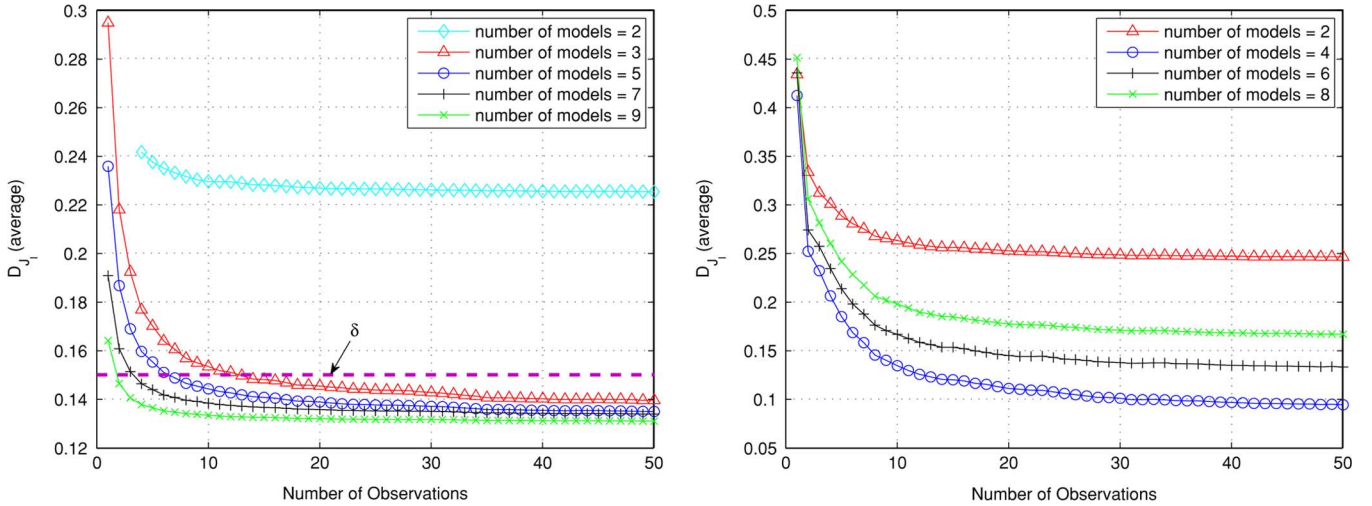 0.3
0.28
0.26
0.24
0.22
0.2
0.18
0.16
0.14
0.12
D_J_I (average)
0 10 20 30 40 50
Number of Observations
number of models = 2
number of models = 3
number of models = 5
number of models = 7
number of models = 9
δ
0.5
0.45
0.4
0.35
0.3
0.25
0.2
0.15
0.1
0.05
D_J_I (average)
0 10 20 30 40 50
Number of Observations
number of models = 2
number of models = 4
number of models = 6
number of models = 8